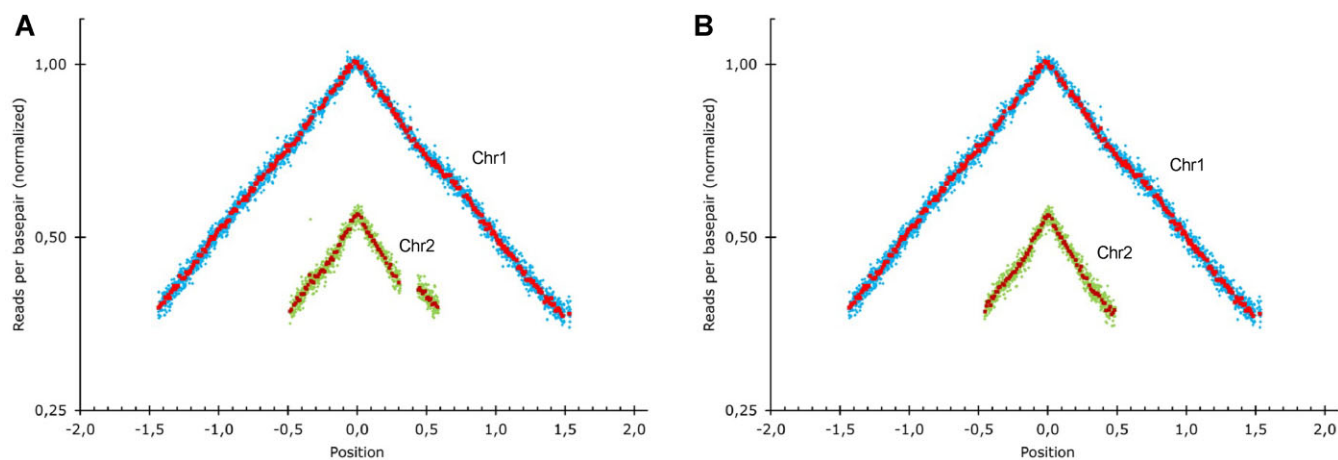 A
Reads per basepair (normalized)
1,00
0,50
0,25
Chr1
Chr2
-2,0 -1,5 -1,0 -0,5 0,0 0,5 1,0 1,5 2,0
Position
B
Reads per basepair (normalized)
1,00
0,50
0,25
Chr1
Chr2
-2,0 -1,5 -1,0 -0,5 0,0 0,5 1,0 1,5 2,0
Position